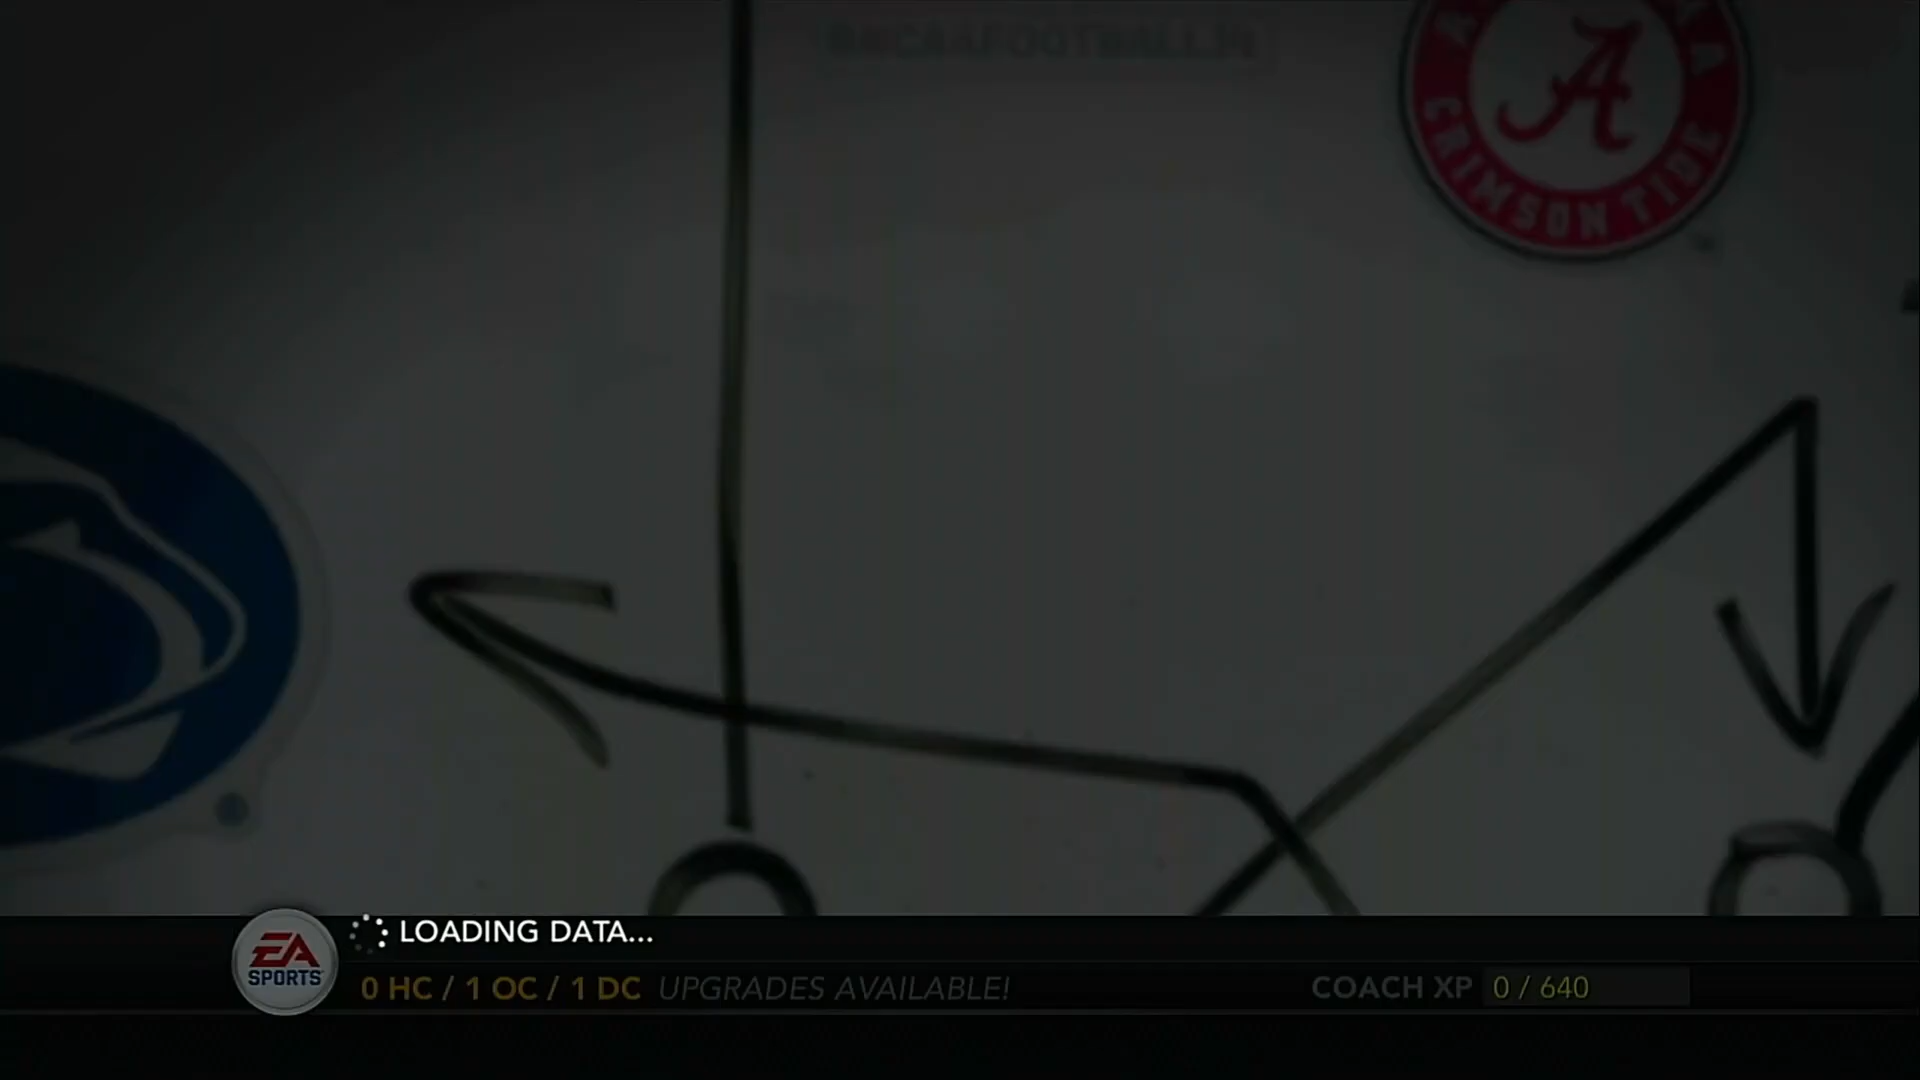 CRIMSON TIDE
A
LOADING DATA...
EA
SPORTS
0 HC / 1 OC / 1 DC UPGRADES AVAILABLE!
COACH XP 0 / 640